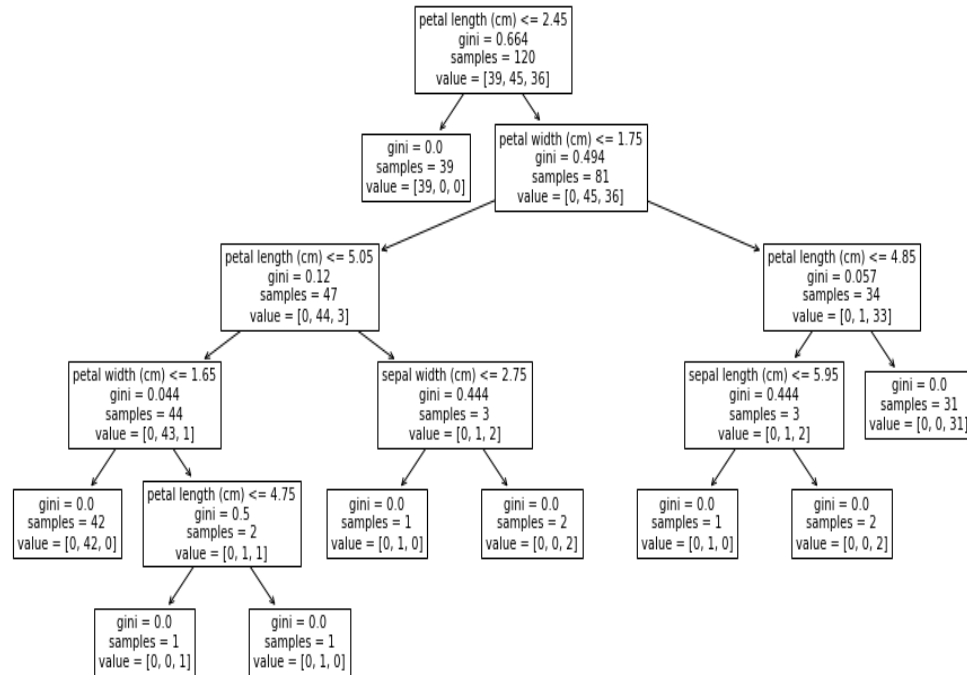 petal length (cm) <= 2.45
gini = 0.664
samples = 120
value = [39, 45, 36]
gini = 0.0
samples = 39
value = [39, 0, 0]
petal width (cm) <= 1.75
gini = 0.494
samples = 81
value = [0, 45, 36]
petal length (cm) <= 5.05
gini = 0.12
samples = 47
value = [0, 44, 3]
petal length (cm) <= 4.85
gini = 0.057
samples = 34
value = [0, 1, 33]
petal width (cm) <= 1.65
gini = 0.044
samples = 44
value = [0, 43, 1]
sepal width (cm) <= 2.75
gini = 0.444
samples = 3
value = [0, 1, 2]
sepal length (cm) <= 5.95
gini = 0.444
samples = 3
value = [0, 1, 2]
gini = 0.0
samples = 31
value = [0, 0, 31]
gini = 0.0
samples = 42
value = [0, 42, 0]
petal length (cm) <= 4.75
gini = 0.5
samples = 2
value = [0, 1, 1]
gini = 0.0
samples = 1
value = [0, 1, 0]
gini = 0.0
samples = 2
value = [0, 0, 2]
gini = 0.0
samples = 1
value = [0, 1, 0]
gini = 0.0
samples = 2
value = [0, 0, 2]
gini = 0.0
samples = 1
value = [0, 0, 1]
gini = 0.0
samples = 1
value = [0, 1, 0]